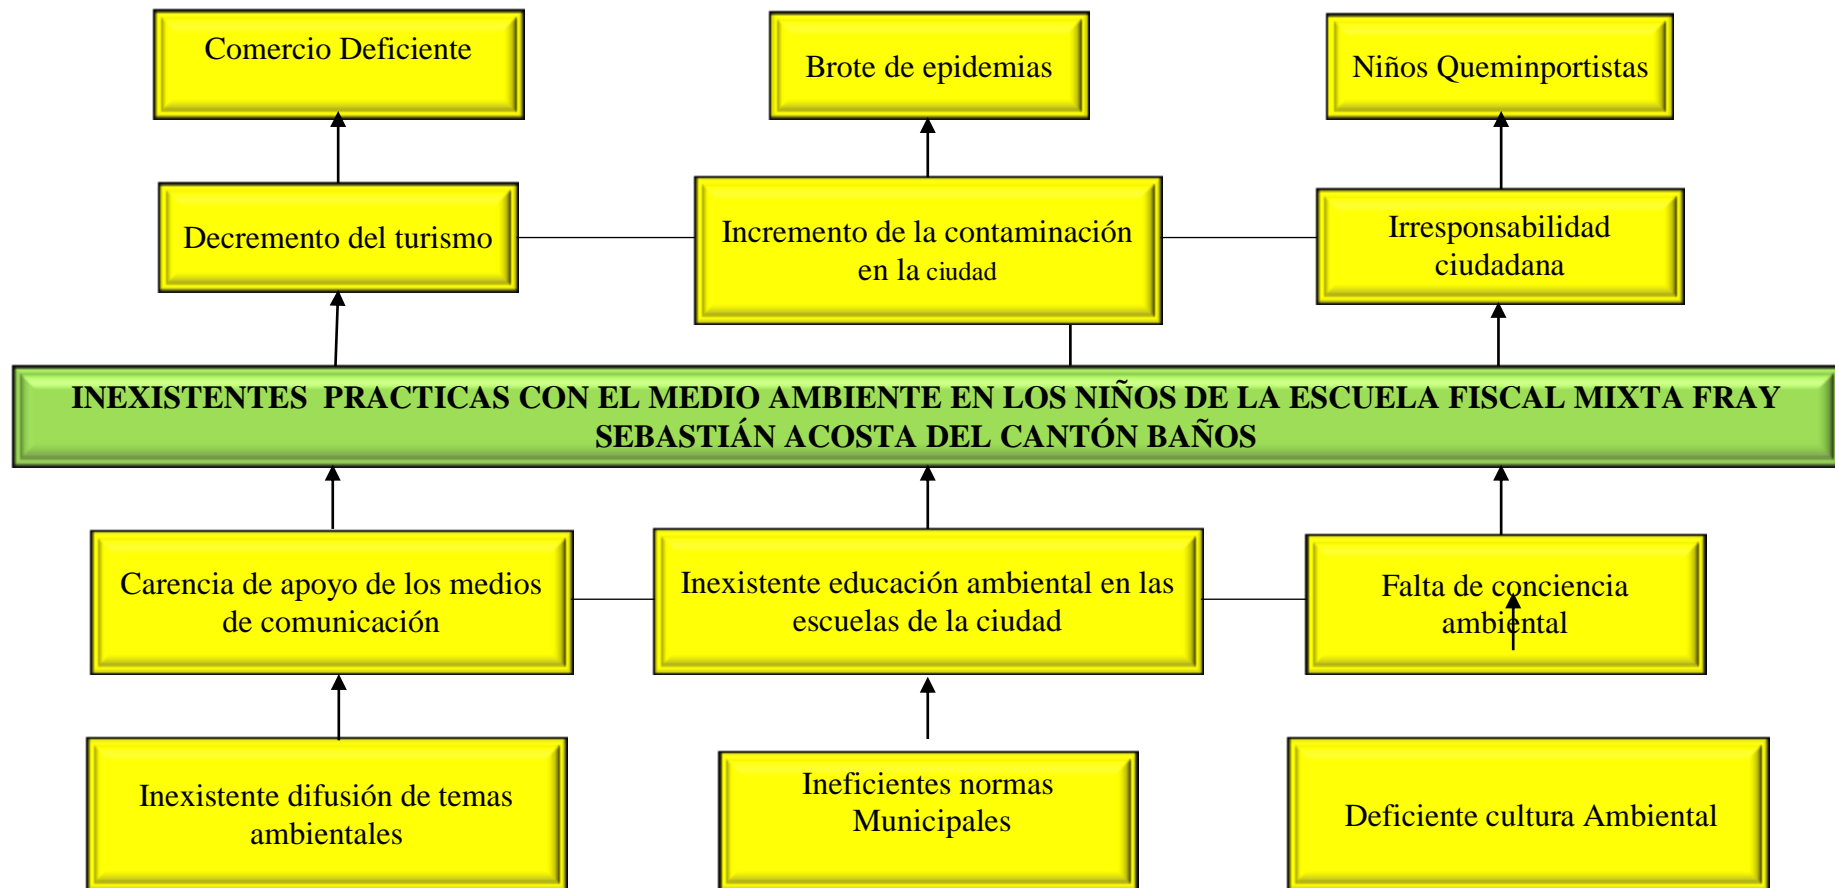 Comercio Deficiente
Brote de epidemias
Niños Queminportistas
Decremento del turismo
Incremento de la contaminación
en la ciudad
Irresponsabilidad
ciudadana
INEXISTENTES PRACTICAS CON EL MEDIO AMBIENTE EN LOS NIÑOS DE LA ESCUELA FISCAL MIXTA FRAY
SEBASTIÁN ACOSTA DEL CANTÓN BAÑOS
Carencia de apoyo de los medios
de comunicación
Inexistente educación ambiental en las
escuelas de la ciudad
Falta de conciencia
ambiental
Inexistente difusión de temas
ambientales
Ineficientes normas
Municipales
Deficiente cultura Ambiental